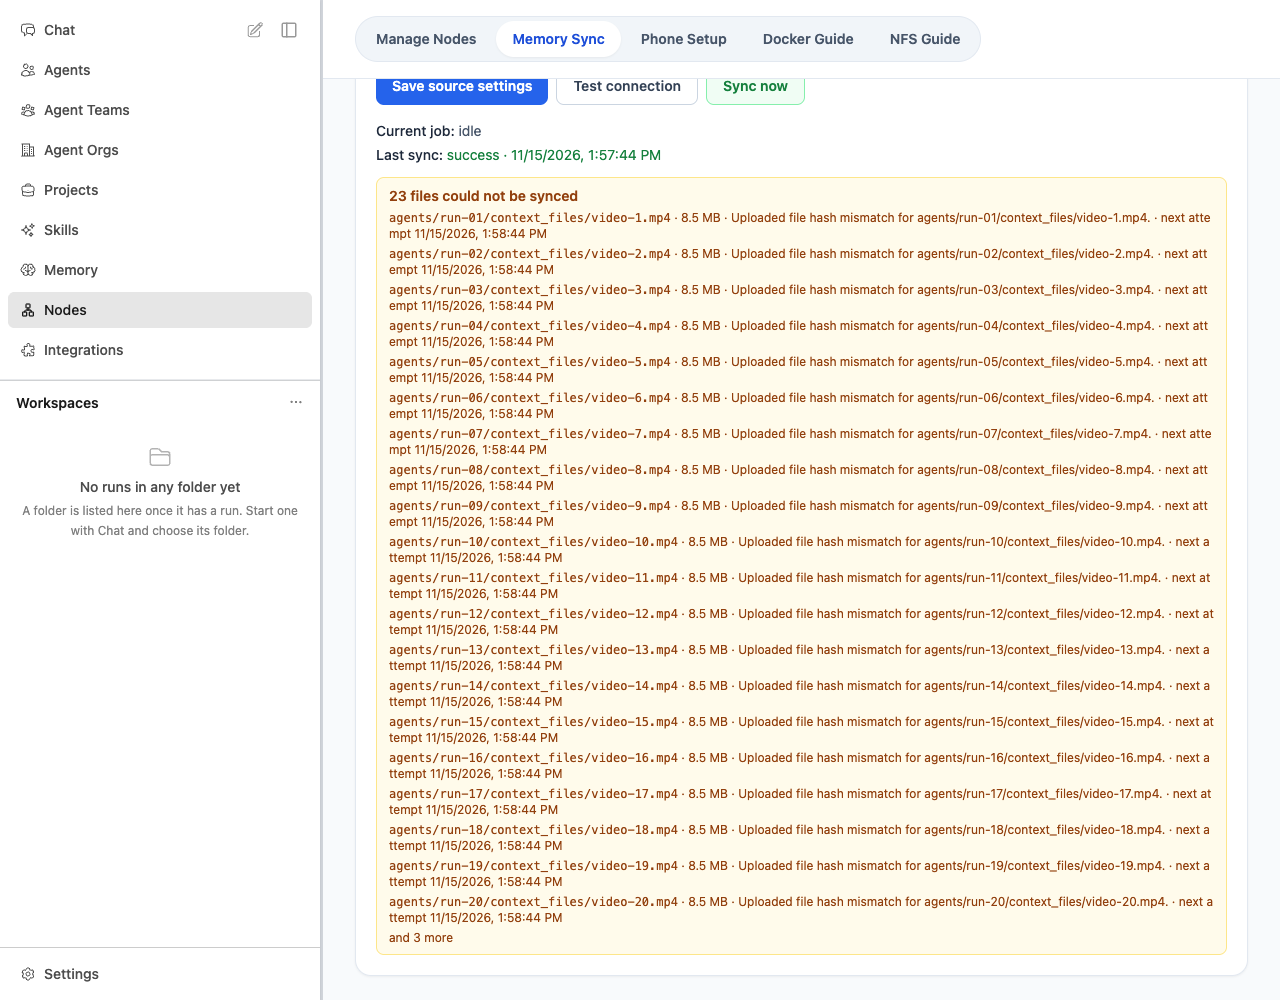 Chat
Agents
Agent Teams
Agent Orgs
Projects
Skills
Memory
Nodes
Integrations
Workspaces
...
No runs in any folder yet
A folder is listed here once it has a run. Start one
with Chat and choose its folder.
Settings
Manage Nodes
Memory Sync
Phone Setup
Docker Guide
NFS Guide
Save source settings
Test connection
Sync now
Current job: idle
Last sync: success · 11/15/2026, 1:57:44 PM
23 files could not be synced
agents/run-01/context_files/video-1.mp4 · 8.5 MB · Uploaded file hash mismatch for agents/run-01/context_files/video-1.mp4. · next atte
mpt 11/15/2026, 1:58:44 PM
agents/run-02/context_files/video-2.mp4 · 8.5 MB · Uploaded file hash mismatch for agents/run-02/context_files/video-2.mp4. · next att
empt 11/15/2026, 1:58:44 PM
agents/run-03/context_files/video-3.mp4 · 8.5 MB · Uploaded file hash mismatch for agents/run-03/context_files/video-3.mp4. · next att
empt 11/15/2026, 1:58:44 PM
agents/run-04/context_files/video-4.mp4 · 8.5 MB · Uploaded file hash mismatch for agents/run-04/context_files/video-4.mp4. · next att
empt 11/15/2026, 1:58:44 PM
agents/run-05/context_files/video-5.mp4 · 8.5 MB · Uploaded file hash mismatch for agents/run-05/context_files/video-5.mp4. · next att
empt 11/15/2026, 1:58:44 PM
agents/run-06/context_files/video-6.mp4 · 8.5 MB · Uploaded file hash mismatch for agents/run-06/context_files/video-6.mp4. · next att
empt 11/15/2026, 1:58:44 PM
agents/run-07/context_files/video-7.mp4 · 8.5 MB · Uploaded file hash mismatch for agents/run-07/context_files/video-7.mp4. · next atte
mpt 11/15/2026, 1:58:44 PM
agents/run-08/context_files/video-8.mp4 · 8.5 MB · Uploaded file hash mismatch for agents/run-08/context_files/video-8.mp4. · next att
empt 11/15/2026, 1:58:44 PM
agents/run-09/context_files/video-9.mp4 · 8.5 MB · Uploaded file hash mismatch for agents/run-09/context_files/video-9.mp4. · next att
empt 11/15/2026, 1:58:44 PM
agents/run-10/context_files/video-10.mp4 · 8.5 MB · Uploaded file hash mismatch for agents/run-10/context_files/video-10.mp4. · next a
ttempt 11/15/2026, 1:58:44 PM
agents/run-11/context_files/video-11.mp4 · 8.5 MB · Uploaded file hash mismatch for agents/run-11/context_files/video-11.mp4. · next at
tempt 11/15/2026, 1:58:44 PM
agents/run-12/context_files/video-12.mp4 · 8.5 MB · Uploaded file hash mismatch for agents/run-12/context_files/video-12.mp4. · next at
tempt 11/15/2026, 1:58:44 PM
agents/run-13/context_files/video-13.mp4 · 8.5 MB · Uploaded file hash mismatch for agents/run-13/context_files/video-13.mp4. · next a
ttempt 11/15/2026, 1:58:44 PM
agents/run-14/context_files/video-14.mp4 · 8.5 MB · Uploaded file hash mismatch for agents/run-14/context_files/video-14.mp4. · next a
ttempt 11/15/2026, 1:58:44 PM
agents/run-15/context_files/video-15.mp4 · 8.5 MB · Uploaded file hash mismatch for agents/run-15/context_files/video-15.mp4. · next at
tempt 11/15/2026, 1:58:44 PM
agents/run-16/context_files/video-16.mp4 · 8.5 MB · Uploaded file hash mismatch for agents/run-16/context_files/video-16.mp4. · next a
ttempt 11/15/2026, 1:58:44 PM
agents/run-17/context_files/video-17.mp4 · 8.5 MB · Uploaded file hash mismatch for agents/run-17/context_files/video-17.mp4. · next at
tempt 11/15/2026, 1:58:44 PM
agents/run-18/context_files/video-18.mp4 · 8.5 MB · Uploaded file hash mismatch for agents/run-18/context_files/video-18.mp4. · next a
ttempt 11/15/2026, 1:58:44 PM
agents/run-19/context_files/video-19.mp4 · 8.5 MB · Uploaded file hash mismatch for agents/run-19/context_files/video-19.mp4. · next a
ttempt 11/15/2026, 1:58:44 PM
agents/run-20/context_files/video-20.mp4 · 8.5 MB · Uploaded file hash mismatch for agents/run-20/context_files/video-20.mp4. · next a
ttempt 11/15/2026, 1:58:44 PM
and 3 more